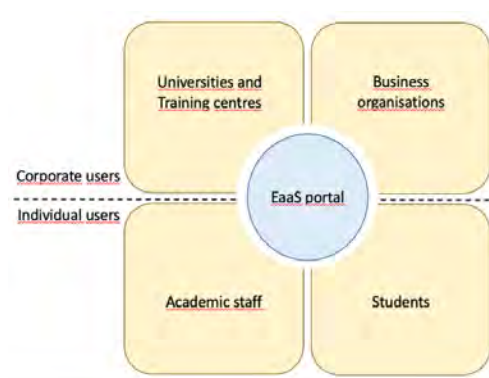 Universities and
Training centres
Business
organisations
Corporate users
EaaS portal
Individual users
Academic staff
Students